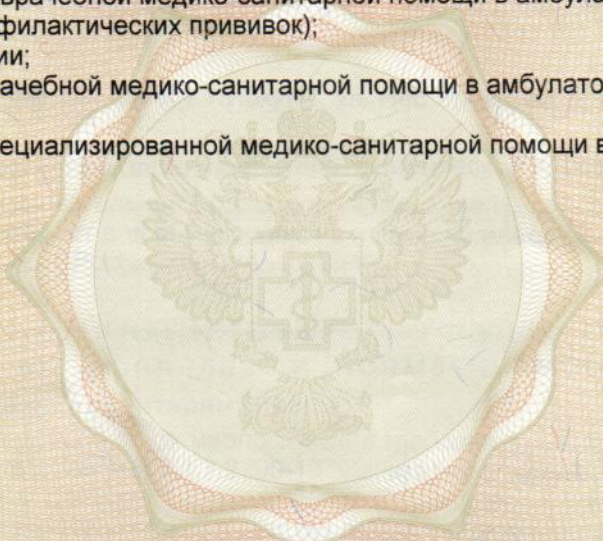 врачебной медико-санитарной помощи в амбула
филактических прививок);
ии;
ачебной медико-санитарной помощи в амбулато
ециализированной медико-санитарной помощи в